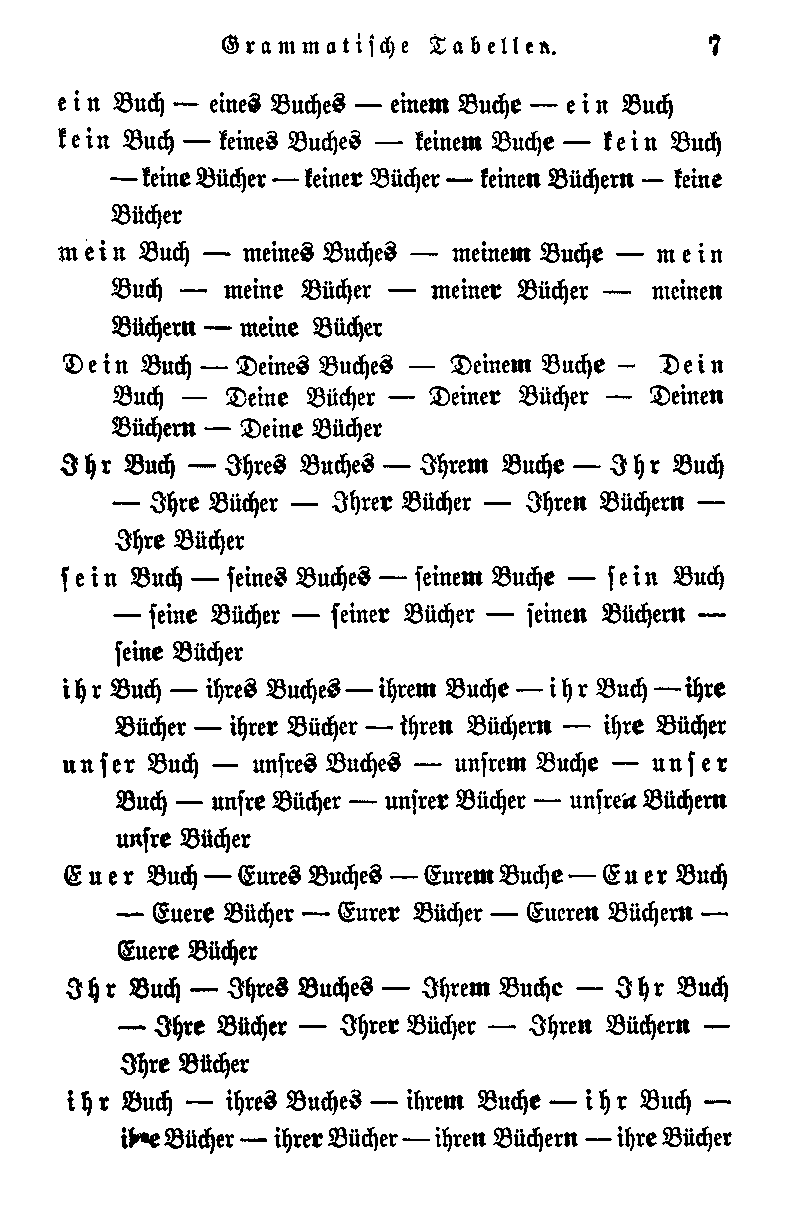 Grammatische Tabellen. 7
ein Buch — eines Buches — einem Buche — ein Buch
kein Buch — keines Buches — keinem Buche — kein Buch
— keine Bücher — keiner Bücher — keinen Büchern — keine
Bücher
mein Buch — meines Buches — meinem Buche — mein
Buch — meine Bücher — meiner Bücher — meinen
Büchern — meine Bücher
Dein Buch — Deines Buches — Deinem Buche — Dein
Buch — Deine Bücher — Deiner Bücher — Deinen
Büchern — Deine Bücher
Ihr Buch — Ihres Buches — Ihrem Buche — Ihr Buch
— Ihre Bücher — Ihrer Bücher — Ihren Büchern —
Ihre Bücher
sein Buch — seines Buches — seinem Buche — sein Buch
— seine Bücher — seiner Bücher — seinen Büchern —
seine Bücher
ihr Buch — ihres Buches — ihrem Buche — ihr Buch — ihre
Bücher — ihrer Bücher — ihren Büchern — ihre Bücher
unser Buch — unsres Buches — unsrem Buche — unser
Buch — unsre Bücher — unsrer Bücher — unsren Büchern
unsre Bücher
Euer Buch — Eures Buches — Eurem Buche — Euer Buch
— Euere Bücher — Eurer Bücher — Eueren Büchern —
Euere Bücher
Ihr Buch — Ihres Buches — Ihrem Buche — Ihr Buch
— Ihre Bücher — Ihrer Bücher — Ihren Büchern —
Ihre Bücher
ihr Buch — ihres Buches — ihrem Buche — ihr Buch —
ihre Bücher — ihrer Bücher — ihren Büchern — ihre Bücher